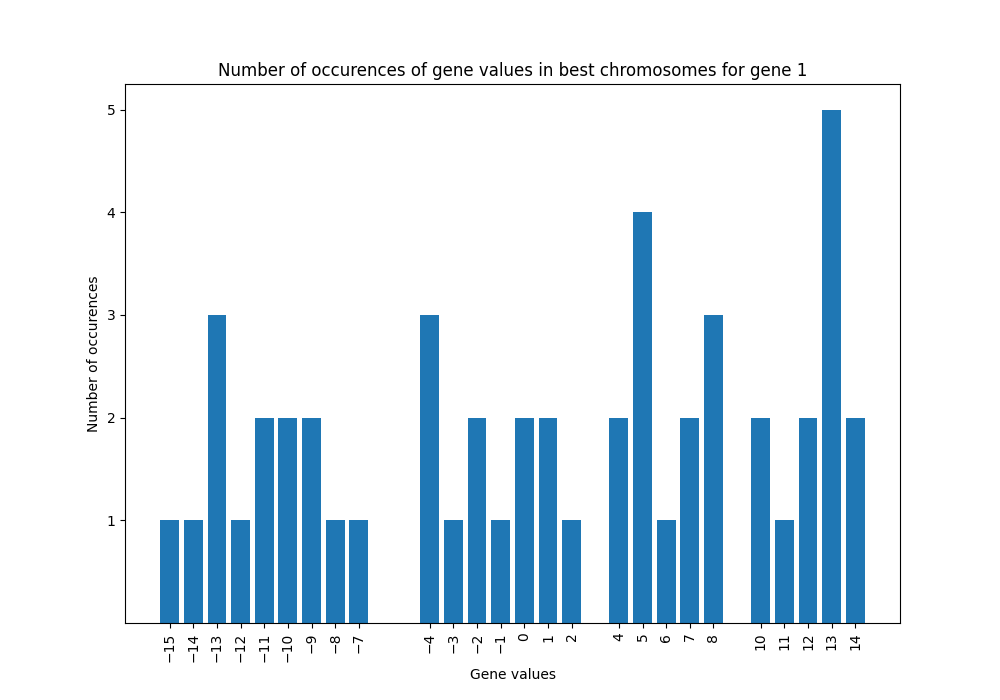 Number of occurences of gene values in best chromosomes for gene 1
Number of occurences
5
4
3
2
1
−15 −14 −13 −12 −11 −10 −9 −8 −7 −4 −3 −2 −1 0 1 2 4 5 6 7 8 10 11 12 13 14
Gene values